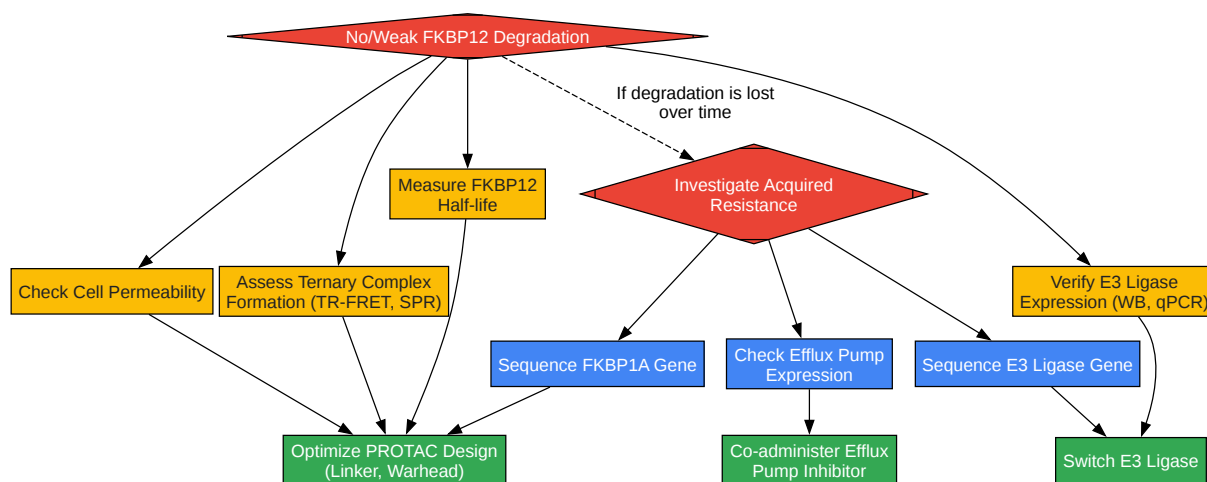 No/Weak FKBP12 Degradation
If degradation is lost
over time
Measure FKBP12
Half-life
Investigate Acquired
Resistance
Check Cell Permeability
Assess Ternary Complex
Formation (TR-FRET, SPR)
Verify E3 Ligase
Expression (WB, qPCR)
Sequence FKBP1A Gene
Check Efflux Pump
Expression
Sequence E3 Ligase Gene
Optimize PROTAC Design
(Linker, Warhead)
Co-administer Efflux
Pump Inhibitor
Switch E3 Ligase